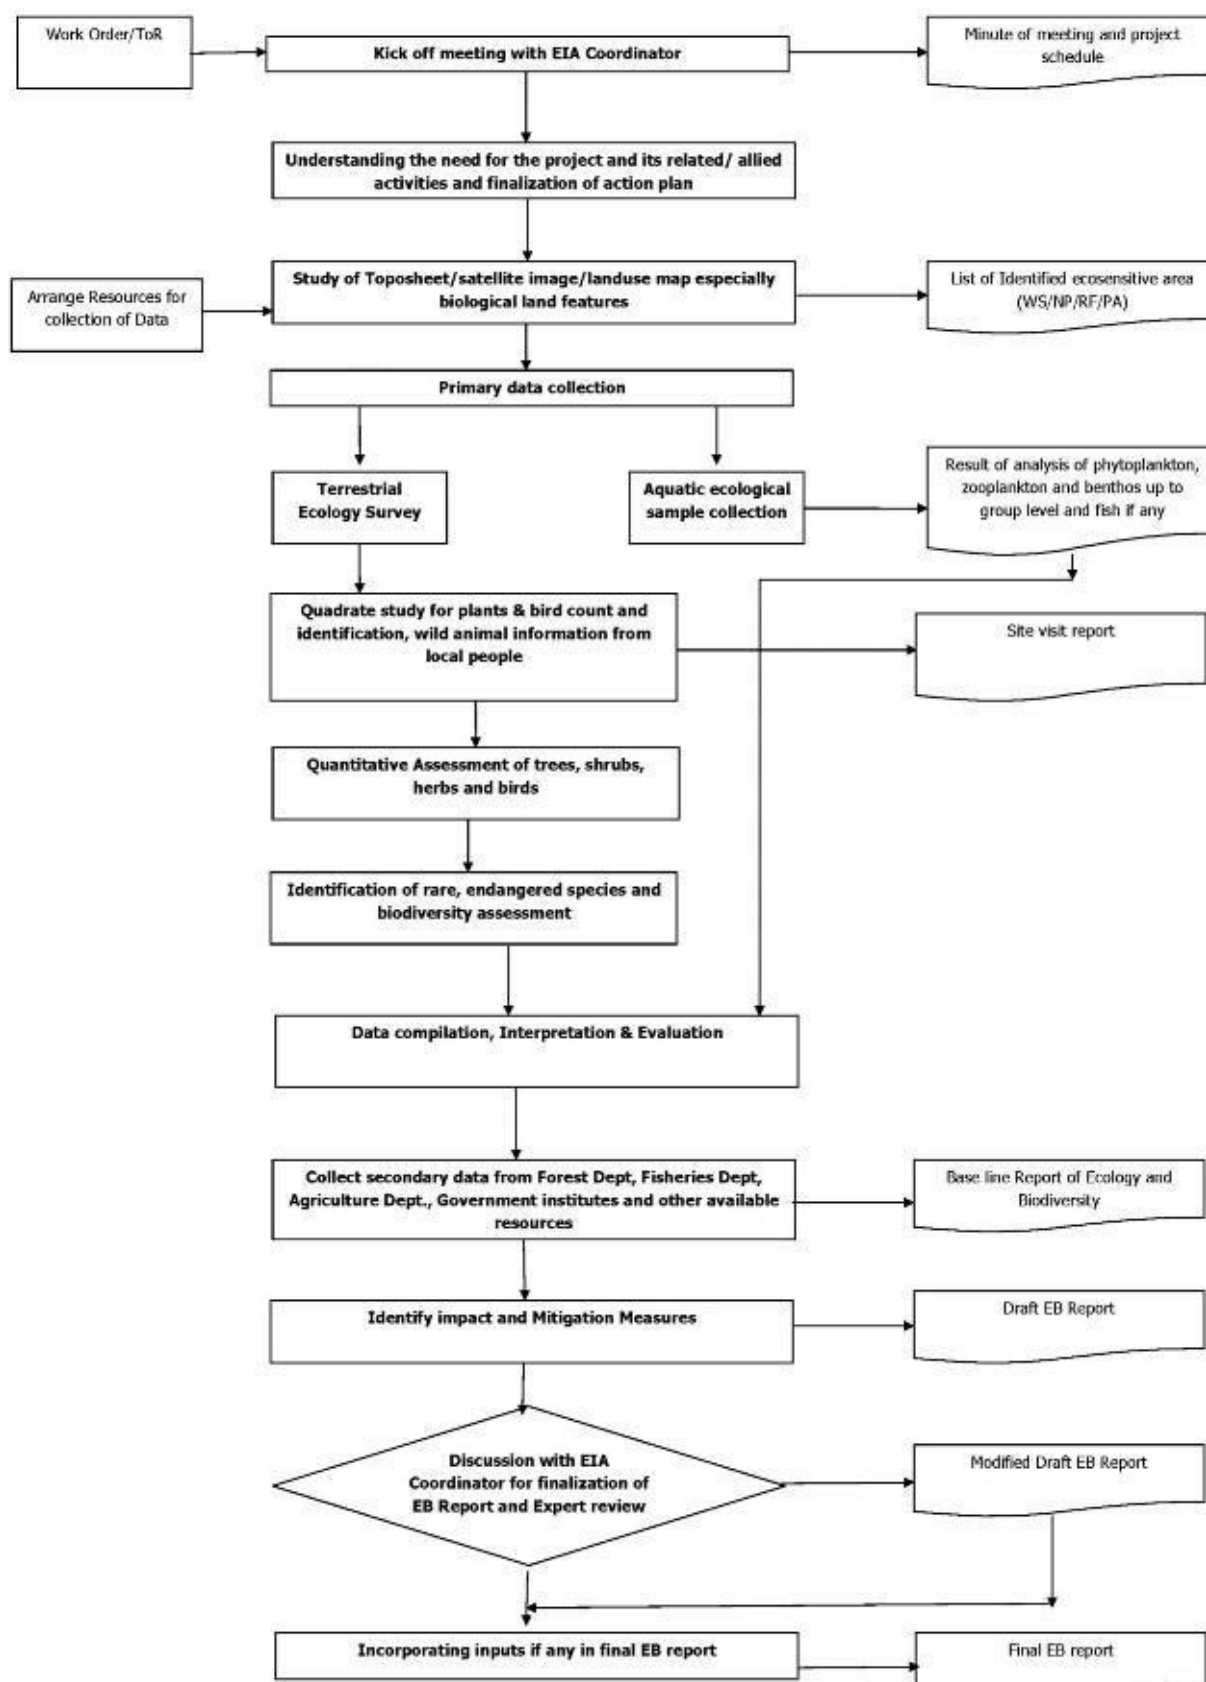 Work Order/ToR
Kick off meeting with EIA Coordinator
Minute of meeting and project
schedule
Understanding the need for the project and its related/ allied
activities and finalization of action plan
Arrange Resources for
collection of Data
Study of Toposheet/satellite image/landuse map especially
biological land features
List of Identified ecosensitive area
(WS/NP/RF/PA)
Primary data collection
Terrestrial
Ecology Survey
Aquatic ecological
sample collection
Result of analysis of phytoplankton,
zooplankton and benthos up to
group level and fish if any
Quadrate study for plants & bird count and
identification, wild animal information from
local people
Site visit report
Quantitative Assessment of trees, shrubs,
herbs and birds
Identification of rare, endangered species and
biodiversity assessment
Data compilation, Interpretation & Evaluation
Collect secondary data from Forest Dept, Fisheries Dept,
Agriculture Dept., Government institutes and other available
resources
Base line Report of Ecology and
Biodiversity
Identify impact and Mitigation Measures
Draft EB Report
Discussion with EIA
Coordinator for finalization of
EB Report and Expert review
Modified Draft EB Report
Incorporating inputs if any in final EB report
Final EB report